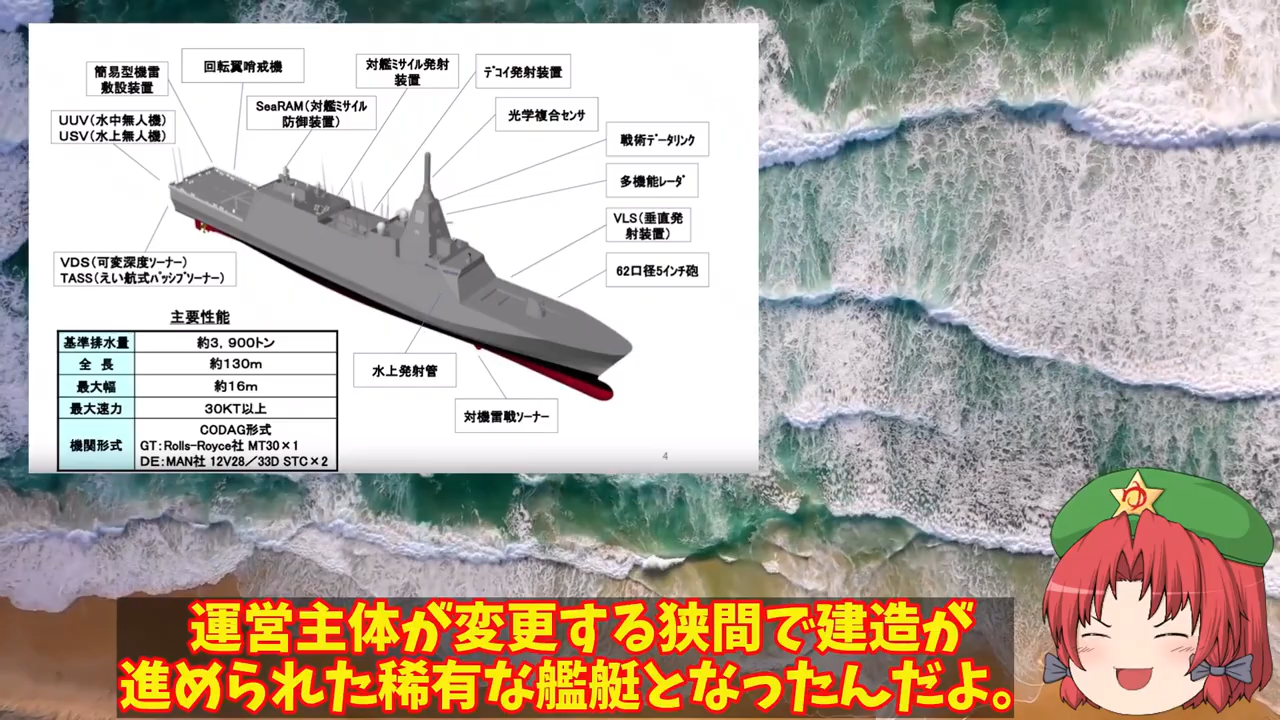 簡易型機雷
敷設装置
回転翼哨戒機
対艦ﾐｻｲﾙ発射
装置
ﾃﾞｺｲ発射装置
UUV(水中無人機)
USV(水上無人機)
SeaRAM(対艦ﾐｻｲﾙ
防御装置)
光学複合ｾﾝｻ
戦術ﾃﾞｰﾀﾘﾝｸ
多機能ﾚｰﾀﾞ
VLS(垂直発
射装置)
62口径5ｲﾝﾁ砲
VDS(可変深度ｿｰﾅｰ)
TASS(えい航式ﾊﾟｯｼﾌﾞｿｰﾅｰ)
水上発射管
対機雷戦ｿｰﾅｰ
主要性能
基準排水量 約3，900トン
全 長 約130m
最大幅 約16m
最大速力 30KT以上
機関形式 CODAG形式
GT：Rolls-Royce社 MT30×1
DE：MAN社 12V28／33D STC×2
4
ゆ
運営主体が変更する狭間で建造が
進められた稀有な艦艇となったんだよ。